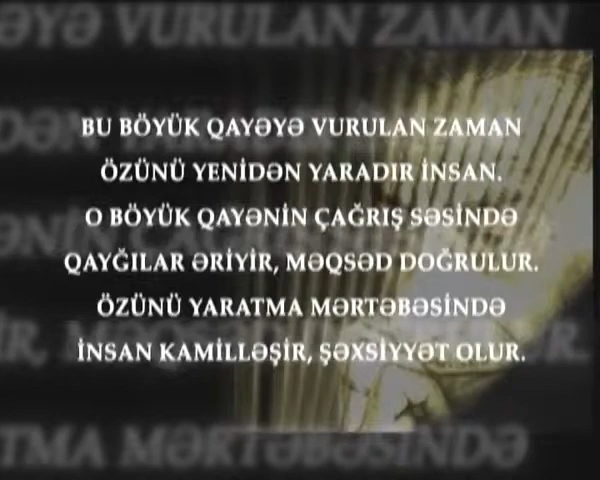 BU BÖYÜK QAYƏYƏ VURULAN ZAMAN
ÖZÜNÜ YENİDƏN YARADIR İNSAN.
O BÖYÜK QAYƏNİN ÇAĞRIŞ SƏSİNDƏ
QAYĞILAR ƏRİYİR, MƏQSƏD DOĞRULUR.
ÖZÜNÜ YARATMA MƏRTƏBƏSİNDƏ
İNSAN KAMİLLƏŞİR, ŞƏXSİYYƏT OLUR.